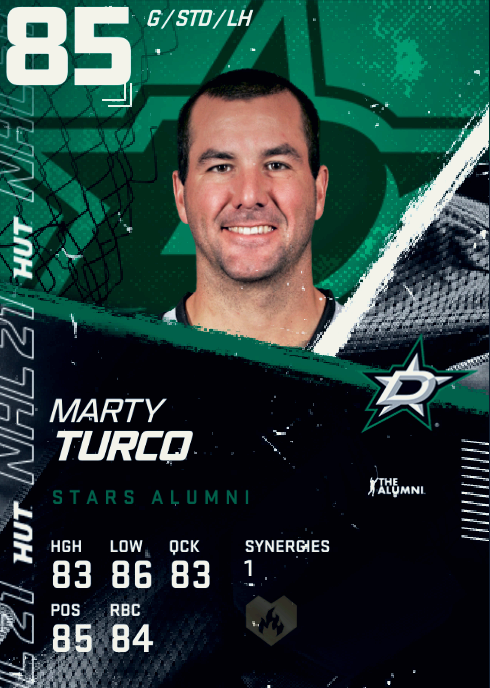 85
G / STD / LH
HUT NHL
HUT NHL 21
L 21
MARTY
TURCO
STARS ALUMNI
D
THE
ALUMNI
HGH LOW QCK SYNERGIES
83 86 83 1
POS RBC
85 84